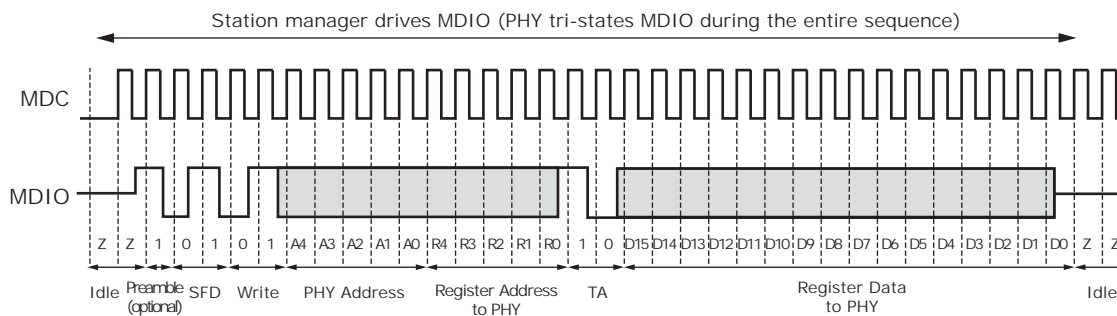 Station manager drives MDIO (PHY tri-states MDIO during the entire sequence)
MDC
MDIO
Z Z 1 0 1 0 1 A4 A3 A2 A1 A0 R4 R3 R2 R1 R0 1 0 D15 D14 D13 D12 D11 D10 D9 D8 D7 D6 D5 D4 D3 D2 D1 D0 Z Z
Idle Preamble (optional) SFD Write PHY Address Register Address to PHY TA Register Data to PHY Idle